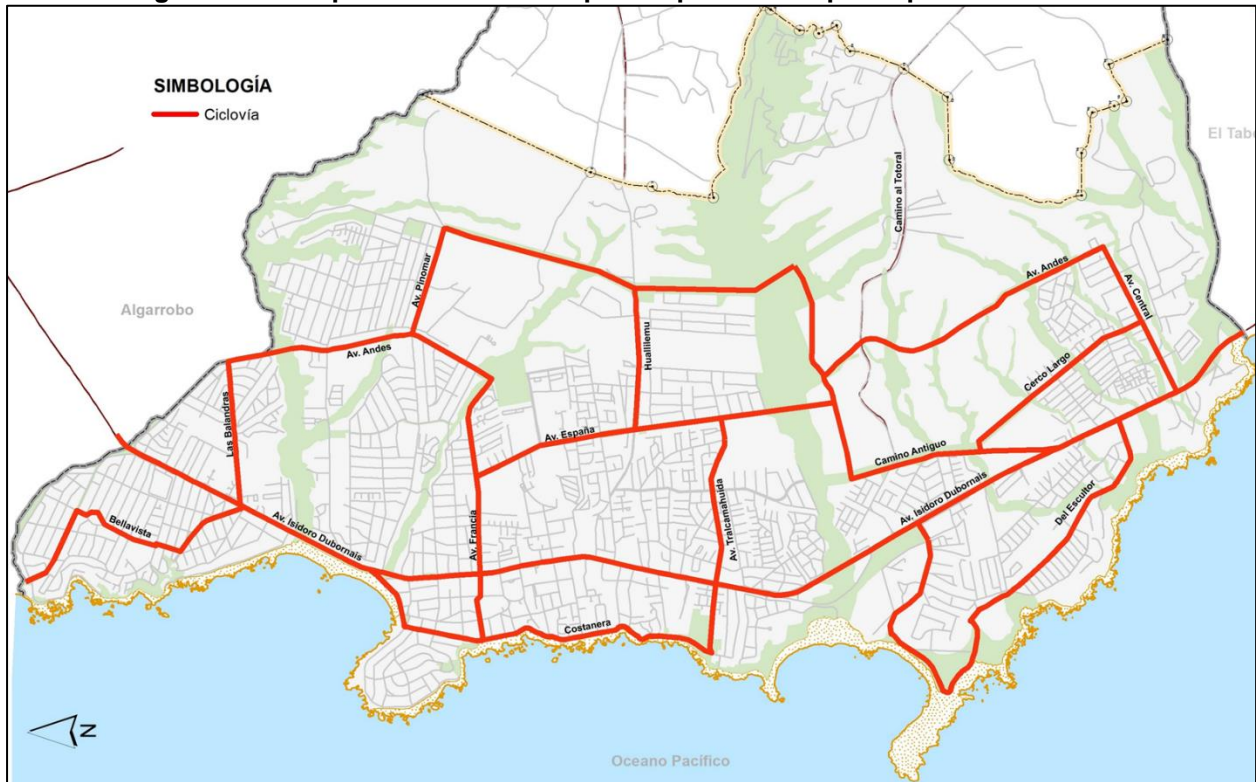 SIMBOLOGÍA
Ciclovía
El Tabo
Camino al Totoral
Algarrobo
Av. Pinomar
Av. Andes
Av. Andes
Av. Central
Huallilemu
Cerco Largo
Las Balandras
Av. España
Camino Antiguo
Bellavista
Av. Isidoro Dubornais
Av. Francia
Av. Tralcamahuida
Av. Isidoro Dubornais
Del Escultor
Costanera
N
Oceano Pacífico